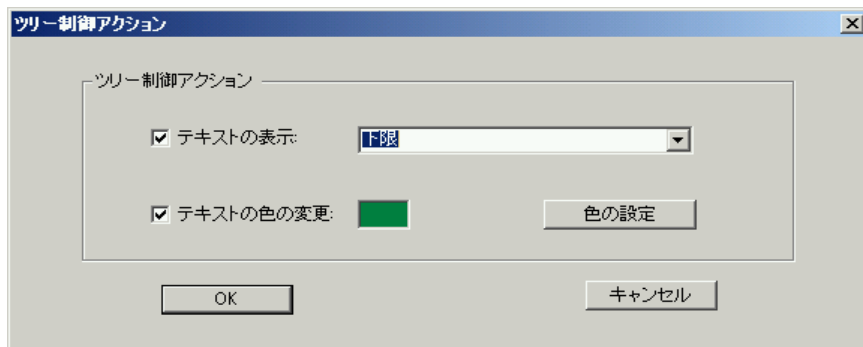 ツリー制御アクション
ツリー制御アクション
テキストの表示:
下限
テキストの色の変更:
色の設定
OK
キャンセル